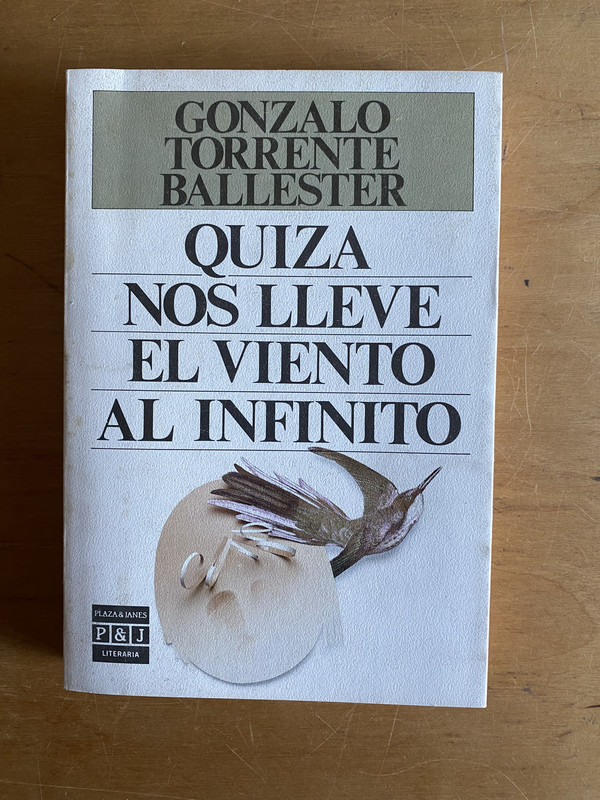 GONZALO
TORRENTE
BALLESTER
QUIZA
NOS LLEVE
EL VIENTO
AL INFINITO
PLAZA & JANES
P & J
LITERARIA